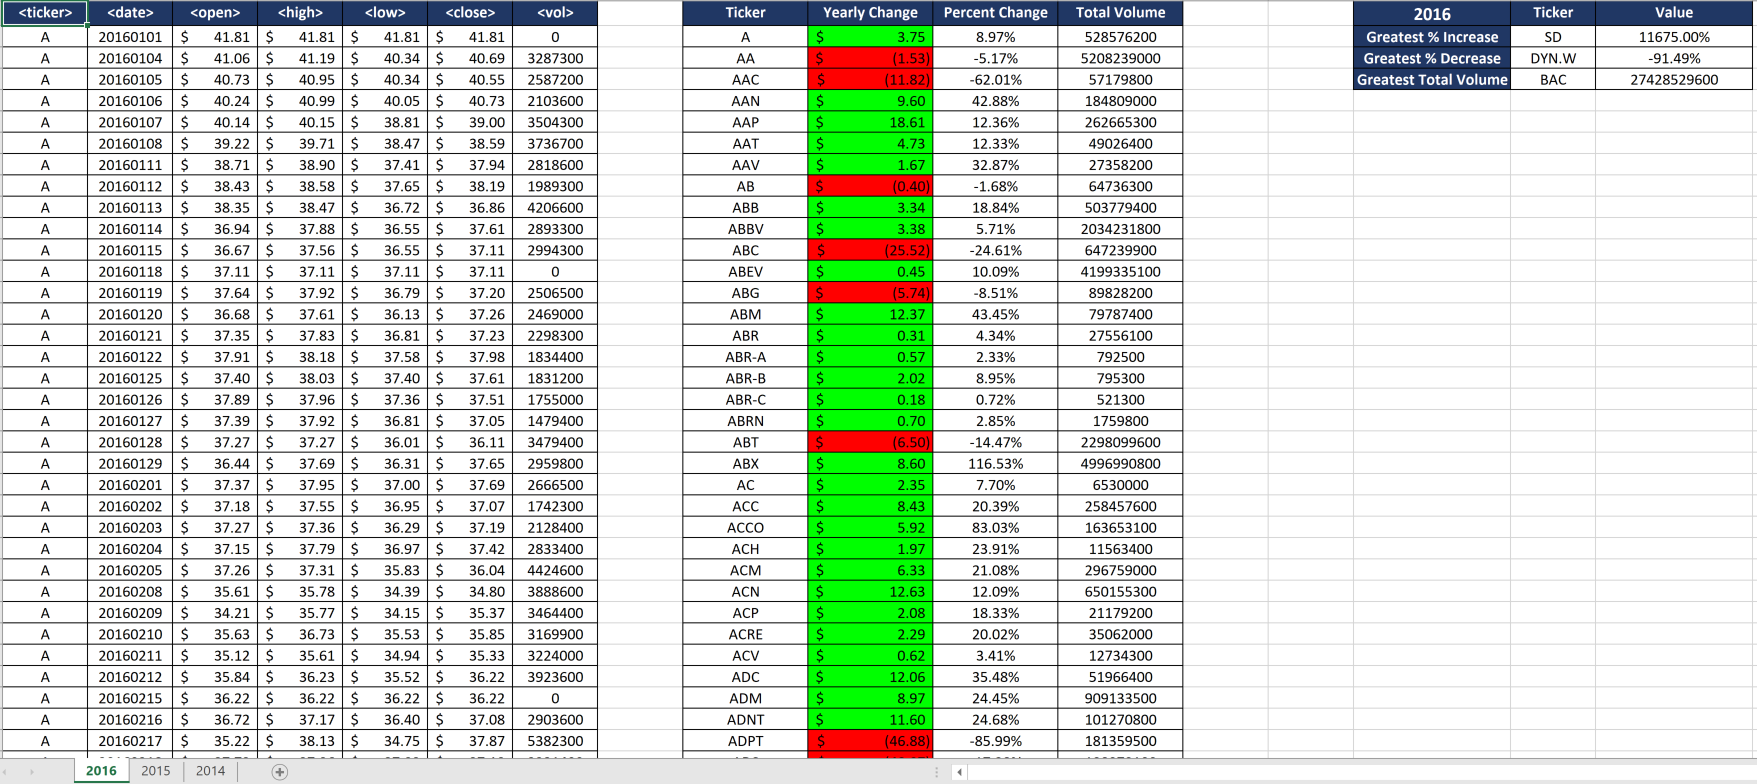 <ticker> <date> <open> <high> <low> <close> <vol> Ticker Yearly Change Percent Change Total Volume 2016 Ticker Value
A 20160101 $ 41.81 $ 41.81 $ 41.81 $ 41.81 0 A $ 3.75 8.97% 528576200 Greatest % Increase SD 11675.00%
A 20160104 $ 41.06 $ 41.19 $ 40.34 $ 40.69 3287300 AA $ (1.53) -5.17% 5208239000 Greatest % Decrease DYN.W -91.49%
A 20160105 $ 40.73 $ 40.95 $ 40.34 $ 40.55 2587200 AAC $ (11.82) -62.01% 57179800 Greatest Total Volume BAC 27428529600
A 20160106 $ 40.24 $ 40.99 $ 40.05 $ 40.73 2103600 AAN $ 9.60 42.88% 184809000
A 20160107 $ 40.14 $ 40.15 $ 38.81 $ 39.00 3504300 AAP $ 18.61 12.36% 262665300
A 20160108 $ 39.22 $ 39.71 $ 38.47 $ 38.59 3736700 AAT $ 4.73 12.33% 49026400
A 20160111 $ 38.71 $ 38.90 $ 37.41 $ 37.94 2818600 AAV $ 1.67 32.87% 27358200
A 20160112 $ 38.43 $ 38.58 $ 37.65 $ 38.19 1989300 AB $ (0.40) -1.68% 64736300
A 20160113 $ 38.35 $ 38.47 $ 36.72 $ 36.86 4206600 ABB $ 3.34 18.84% 503779400
A 20160114 $ 36.94 $ 37.88 $ 36.55 $ 37.61 2893300 ABBV $ 3.38 5.71% 2034231800
A 20160115 $ 36.67 $ 37.56 $ 36.55 $ 37.11 2994300 ABC $ (25.52) -24.61% 647239900
A 20160118 $ 37.11 $ 37.11 $ 37.11 $ 37.11 0 ABEV $ 0.45 10.09% 4199335100
A 20160119 $ 37.64 $ 37.92 $ 36.79 $ 37.20 2506500 ABG $ (5.74) -8.51% 89828200
A 20160120 $ 36.68 $ 37.61 $ 36.13 $ 37.26 2469000 ABM $ 12.37 43.45% 79787400
A 20160121 $ 37.35 $ 37.83 $ 36.81 $ 37.23 2298300 ABR $ 0.31 4.34% 27556100
A 20160122 $ 37.91 $ 38.18 $ 37.58 $ 37.98 1834400 ABR-A $ 0.57 2.33% 792500
A 20160125 $ 37.40 $ 38.03 $ 37.40 $ 37.61 1831200 ABR-B $ 2.02 8.95% 795300
A 20160126 $ 37.89 $ 37.96 $ 37.36 $ 37.51 1755000 ABR-C $ 0.18 0.72% 521300
A 20160127 $ 37.39 $ 37.92 $ 36.81 $ 37.05 1479400 ABRN $ 0.70 2.85% 1759800
A 20160128 $ 37.27 $ 37.27 $ 36.01 $ 36.11 3479400 ABT $ (6.50) -14.47% 2298099600
A 20160129 $ 36.44 $ 37.69 $ 36.31 $ 37.65 2959800 ABX $ 8.60 116.53% 4996990800
A 20160201 $ 37.37 $ 37.95 $ 37.00 $ 37.69 2666500 AC $ 2.35 7.70% 6530000
A 20160202 $ 37.18 $ 37.55 $ 36.95 $ 37.07 1742300 ACC $ 8.43 20.39% 258457600
A 20160203 $ 37.27 $ 37.36 $ 36.29 $ 37.19 2128400 ACCO $ 5.92 83.03% 163653100
A 20160204 $ 37.15 $ 37.79 $ 36.97 $ 37.42 2833400 ACH $ 1.97 23.91% 11563400
A 20160205 $ 37.26 $ 37.31 $ 35.83 $ 36.04 4424600 ACM $ 6.33 21.08% 296759000
A 20160208 $ 35.61 $ 35.78 $ 34.39 $ 34.80 3888600 ACN $ 12.63 12.09% 650155300
A 20160209 $ 34.21 $ 35.77 $ 34.15 $ 35.37 3464400 ACP $ 2.08 18.33% 21179200
A 20160210 $ 35.63 $ 36.73 $ 35.53 $ 35.85 3169900 ACRE $ 2.29 20.02% 35062000
A 20160211 $ 35.12 $ 35.61 $ 34.94 $ 35.33 3224000 ACV $ 0.62 3.41% 12734300
A 20160212 $ 35.84 $ 36.23 $ 35.52 $ 36.22 3923600 ADC $ 12.06 35.48% 51966400
A 20160215 $ 36.22 $ 36.22 $ 36.22 $ 36.22 0 ADM $ 8.97 24.45% 909133500
A 20160216 $ 36.72 $ 37.17 $ 36.40 $ 37.08 2903600 ADNT $ 11.60 24.68% 101270800
A 20160217 $ 35.22 $ 38.13 $ 34.75 $ 37.87 5382300 ADPT $ (46.88) -85.99% 181359500
2016 2015 2014